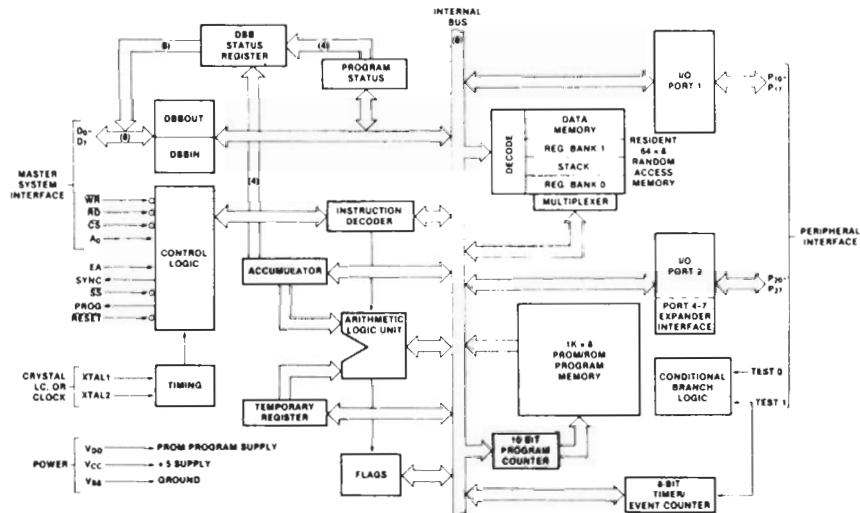 INTERNAL
BUS
(8)
DBB
STATUS
REGISTER
(8)
(4)
PROGRAM
STATUS
I/O
PORT 1
P10-
P17
D0-
D7
(8)
DBBOUT
DBBIN
DECODE
DATA
MEMORY
REG BANK 1
STACK
REG BANK 0
MULTIPLEXER
RESIDENT
64 × 8
RANDOM
ACCESS
MEMORY
MASTER
SYSTEM
INTERFACE
(4)
WR
RD
CS
A0
CONTROL
LOGIC
INSTRUCTION
DECODER
PERIPHERAL
INTERFACE
EA
SYNC
SS
PROG
RESET
ACCUMULATOR
I/O
PORT 2
PORT 4-7
EXPANDER
INTERFACE
P20-
P27
ARITHMETIC
LOGIC UNIT
1K × 8
PROM/ROM
PROGRAM
MEMORY
CRYSTAL
LC, OR
CLOCK
XTAL1
XTAL2
TIMING
CONDITIONAL
BRANCH
LOGIC
TEST 0
TEST 1
TEMPORARY
REGISTER
10 BIT
PROGRAM
COUNTER
POWER
VDD
PROM PROGRAM SUPPLY
VCC
+5 SUPPLY
VSS
GROUND
FLAGS
8-BIT
TIMER/
EVENT COUNTER